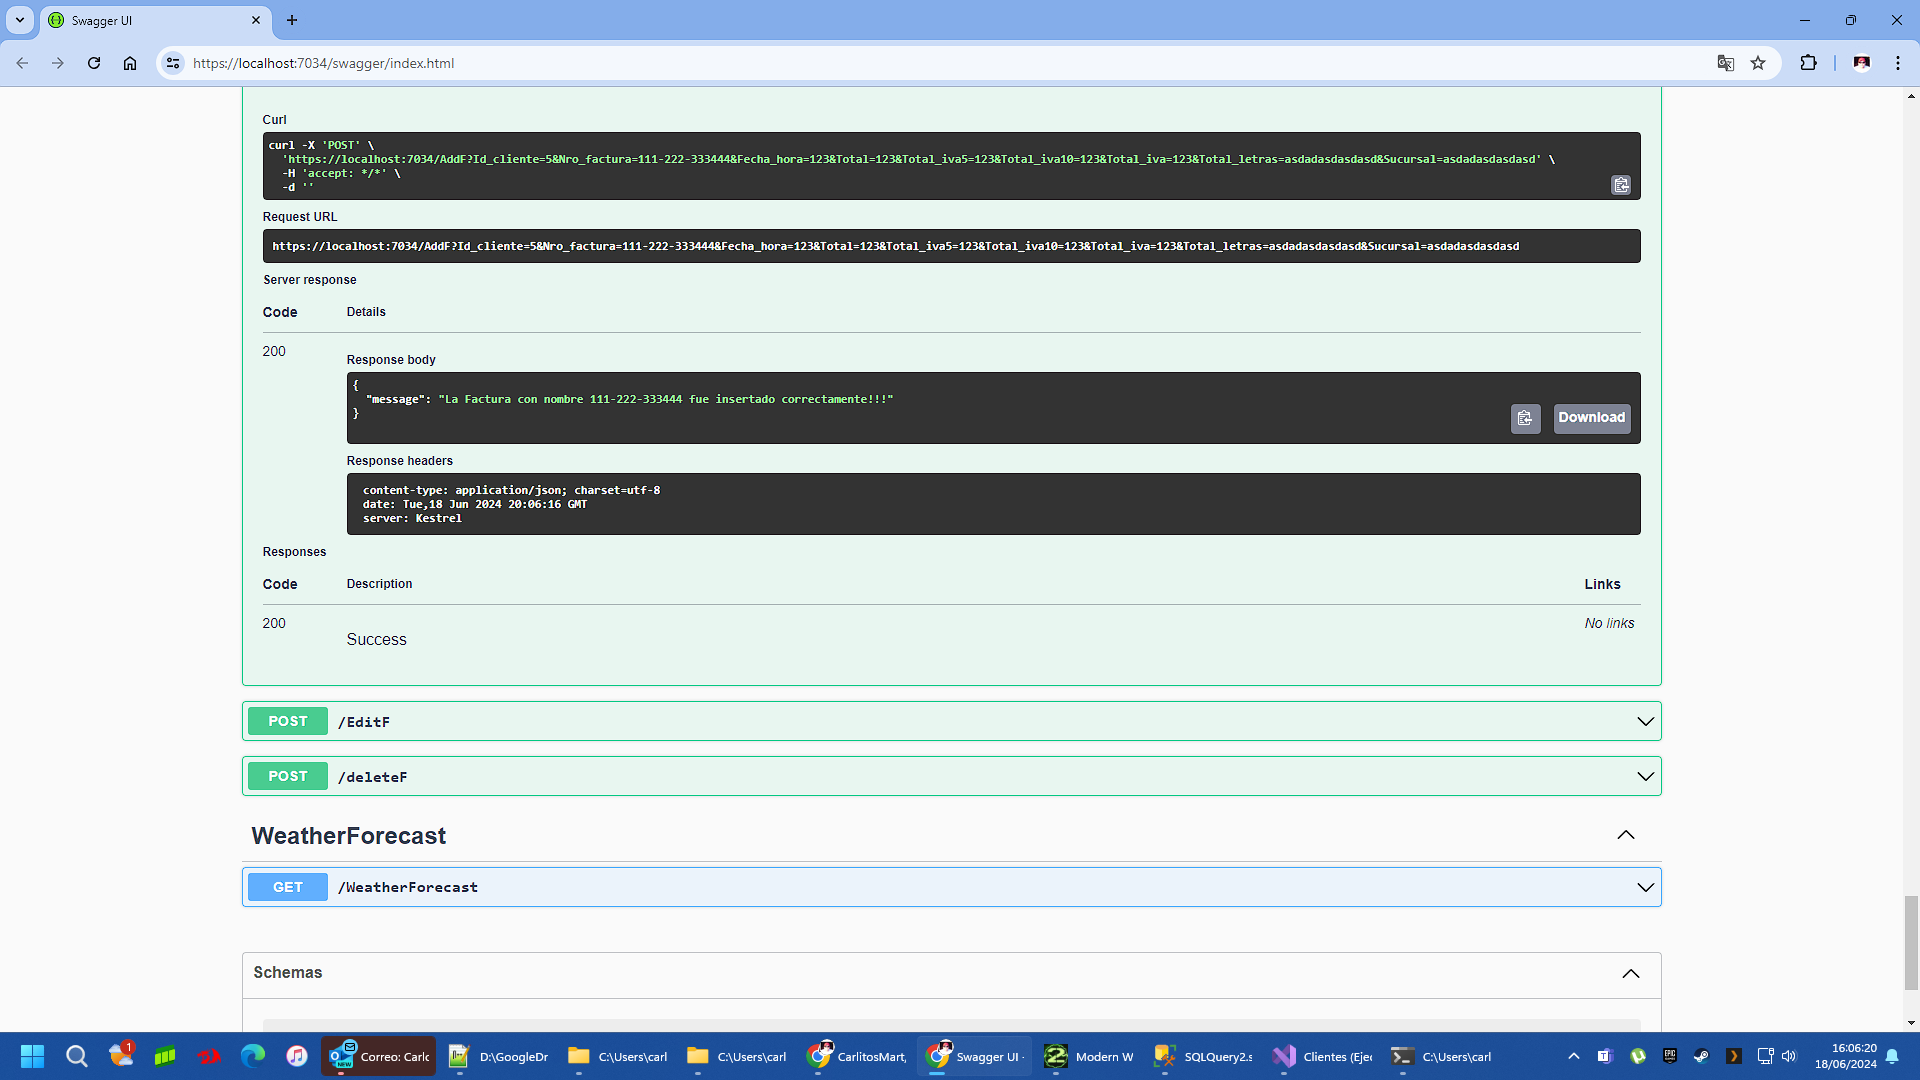 Swagger UI
https://localhost:7034/swagger/index.html
Curl
curl -X 'POST' \
'https://localhost:7034/AddF?Id_cliente=5&Nro_factura=111-222-333444&Fecha_hora=123&Total=123&Total_iva5=123&Total_iva10=123&Total_iva=123&Total_letras=asdadasdasdasd&Sucursal=asdadasdasdasd' \
-H 'accept: */*' \
-d ''
Request URL
https://localhost:7034/AddF?Id_cliente=5&Nro_factura=111-222-333444&Fecha_hora=123&Total=123&Total_iva5=123&Total_iva10=123&Total_iva=123&Total_letras=asdadasdasdasd&Sucursal=asdadasdasdasd
Server response
Code Details
200
Response body
{
"message": "La Factura con nombre 111-222-333444 fue insertado correctamente!!!"
}
Download
Response headers
content-type: application/json; charset=utf-8
date: Tue,18 Jun 2024 20:06:16 GMT
server: Kestrel
Responses
Code Description Links
200 Success No links
POST /EditF
POST /deleteF
WeatherForecast
GET /WeatherForecast
Schemas
1 NEW Correo: Carlc D:\GoogleDr C:\Users\carl C:\Users\carl CarlitosMart, Swagger UI - Modern W SQLQuery2.s Clientes (Ejec C:\Users\carl 16:06:20
18/06/2024